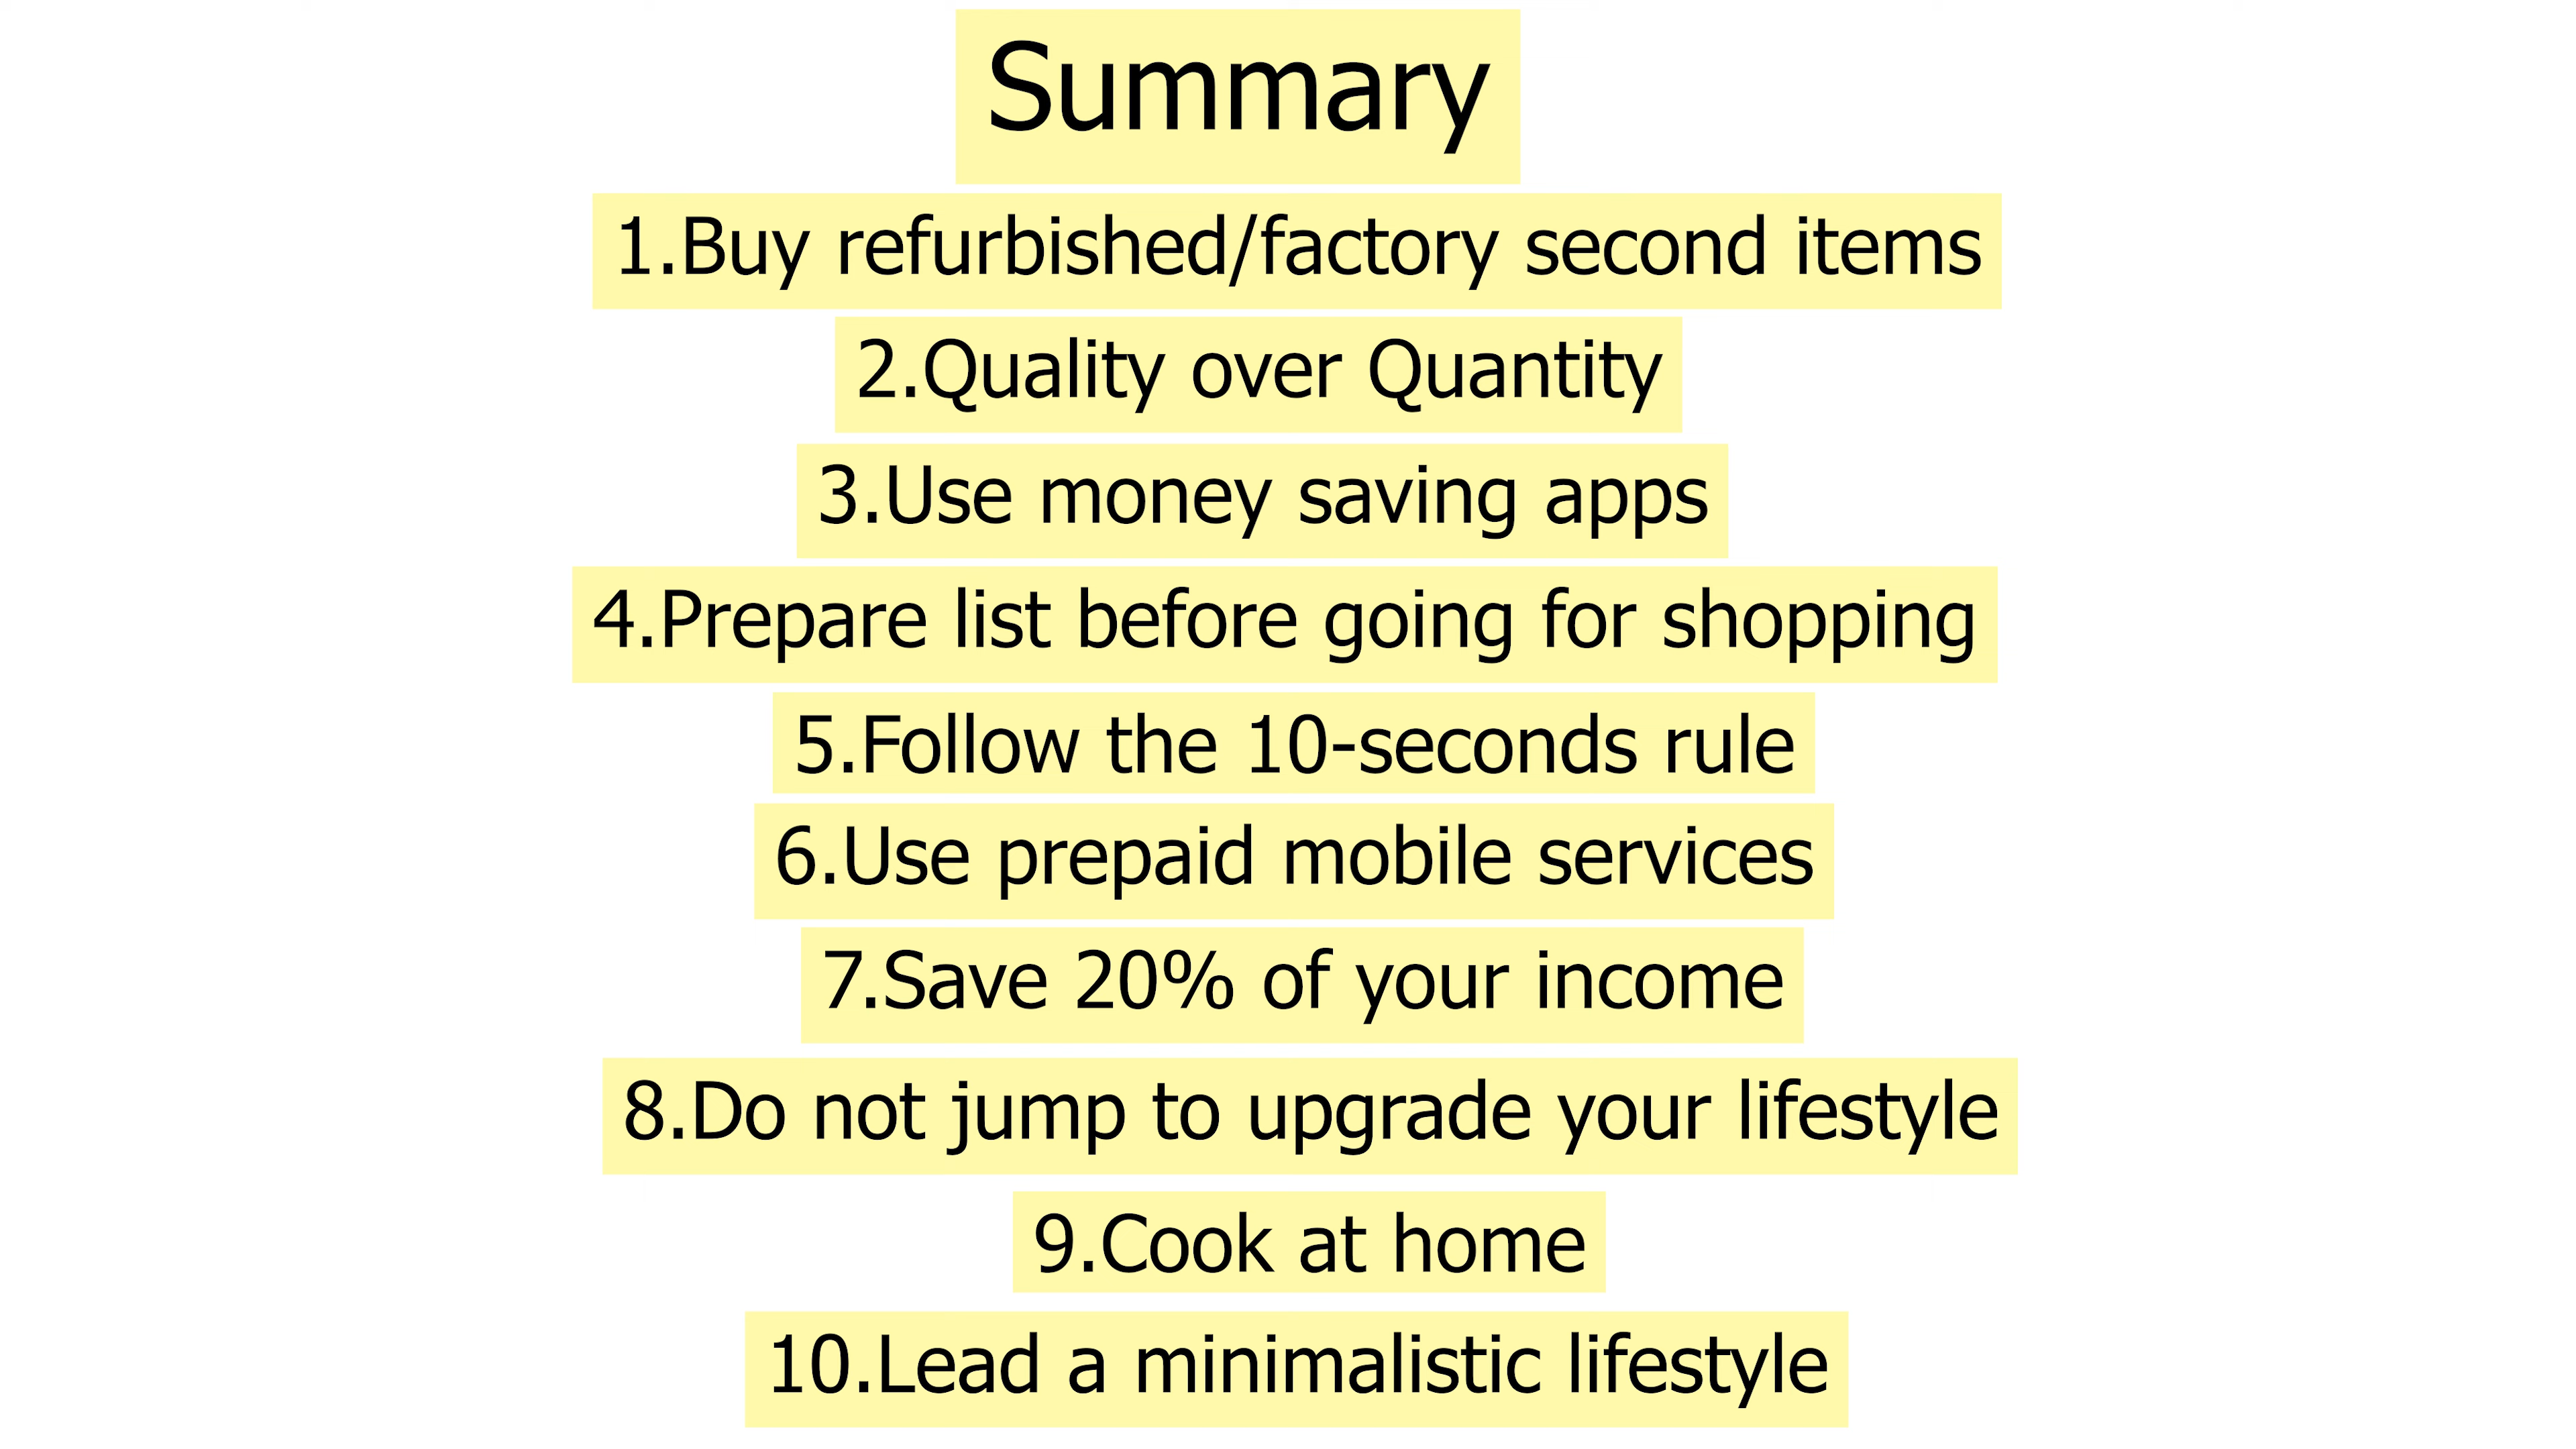 Summary
1.Buy refurbished/factory second items
2.Quality over Quantity
3.Use money saving apps
4.Prepare list before going for shopping
5.Follow the 10-seconds rule
6.Use prepaid mobile services
7.Save 20% of your income
8.Do not jump to upgrade your lifestyle
9.Cook at home
10.Lead a minimalistic lifestyle